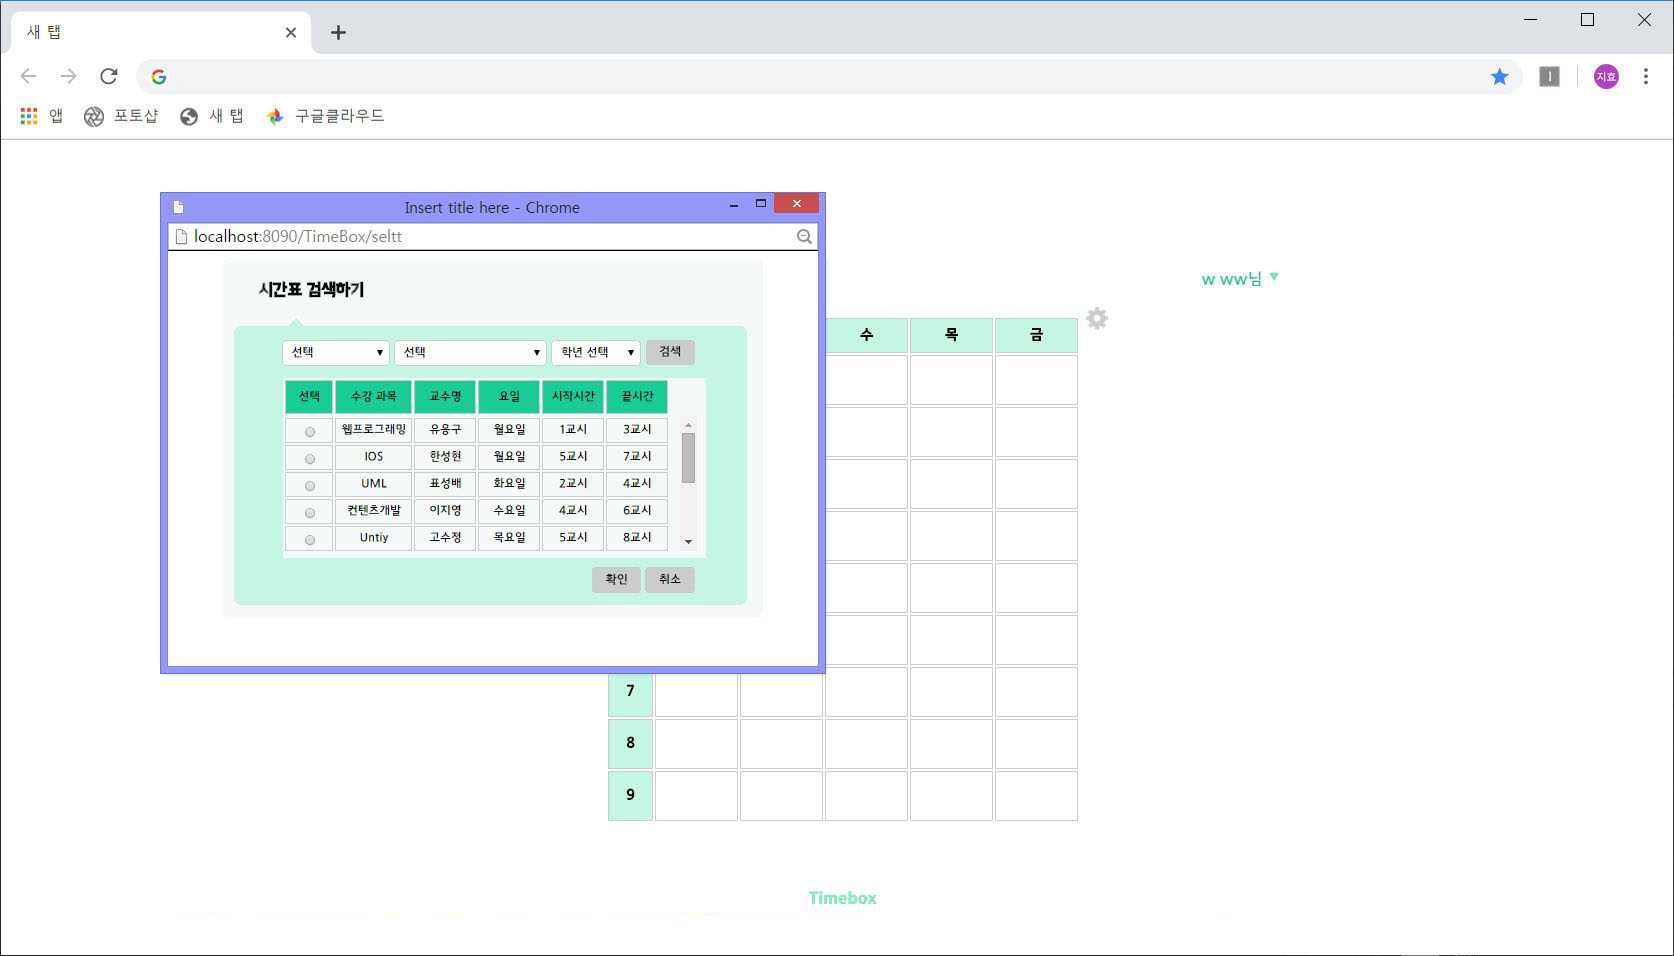 새 탭
지효
앱 포토샵 새 탭 구글클라우드
Insert title here - Chrome
localhost:8090/TimeBox/seltt
시간표 검색하기
선택 선택 학년 선택 검색
선택 수강 과목 교수명 요일 시작시간 끝시간
웹프로그래밍 유용구 월요일 1교시 3교시
IOS 한성현 월요일 5교시 7교시
UML 표성배 화요일 2교시 4교시
컨텐츠개발 이지영 수요일 4교시 6교시
Untiy 고수정 목요일 5교시 8교시
확인 취소
w ww님
수 목 금
7
8
9
Timebox